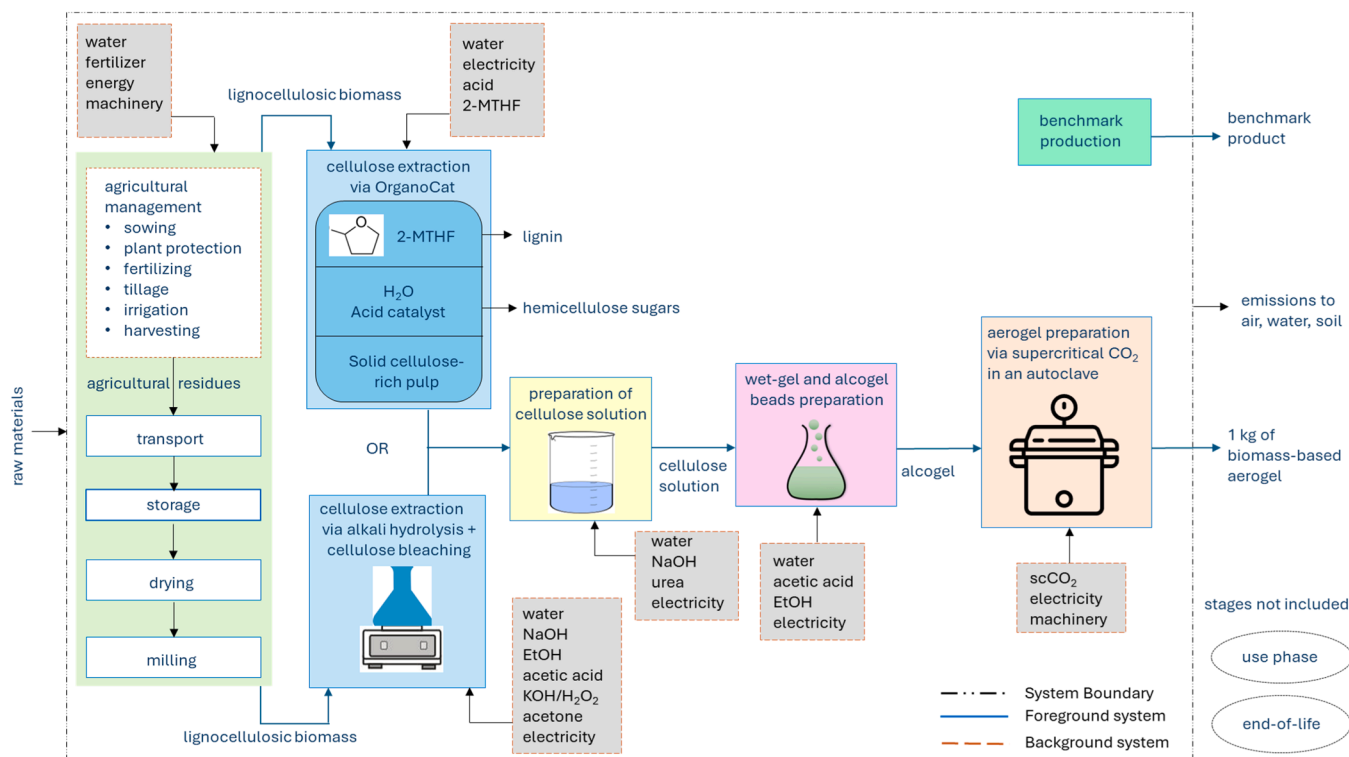 water
fertilizer
energy
machinery
lignocellulosic biomass
water
electricity
acid
2-MTHF
benchmark
production
benchmark
product
agricultural
management
• sowing
• plant protection
• fertilizing
• tillage
• irrigation
• harvesting
agricultural residues
transport
storage
drying
milling
raw materials
cellulose extraction
via OrganoCat
O
2-MTHF
lignin
H₂O
Acid catalyst
hemicellulose sugars
Solid cellulose-
rich pulp
OR
cellulose extraction
via alkali hydrolysis +
cellulose bleaching
lignocellulosic biomass
water
NaOH
EtOH
acetic acid
KOH/H₂O₂
acetone
electricity
preparation of
cellulose solution
cellulose
solution
water
NaOH
urea
electricity
wet-gel and alcogel
beads preparation
alcogel
water
acetic acid
EtOH
electricity
aerogel preparation
via supercritical CO₂
in an autoclave
scCO₂
electricity
machinery
emissions to
air, water, soil
1 kg of
biomass-based
aerogel
stages not included
use phase
end-of-life
System Boundary
Foreground system
Background system